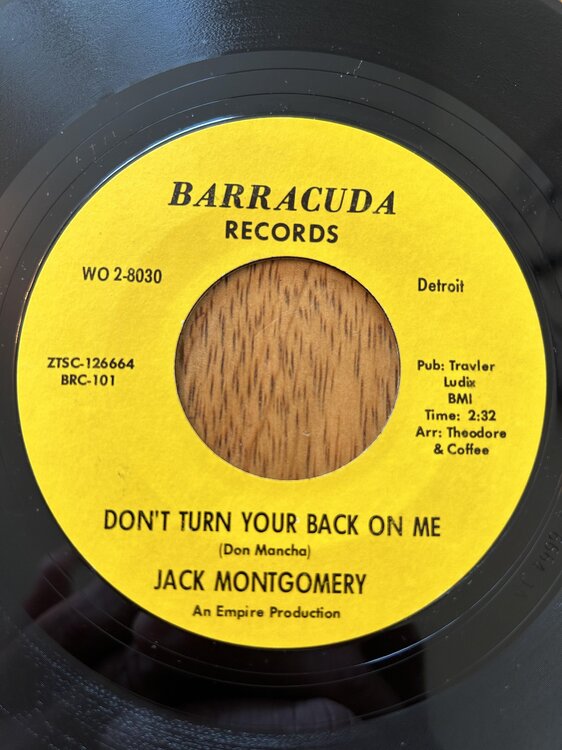 BARRACUDA
RECORDS
WO 2-8030
Detroit
ZTSC-126664
BRC-101
Pub: Travler
Ludix
BMI
Time: 2:32
Arr: Theodore
& Coffee
DON'T TURN YOUR BACK ON ME
(Don Mancha)
JACK MONTGOMERY
An Empire Production